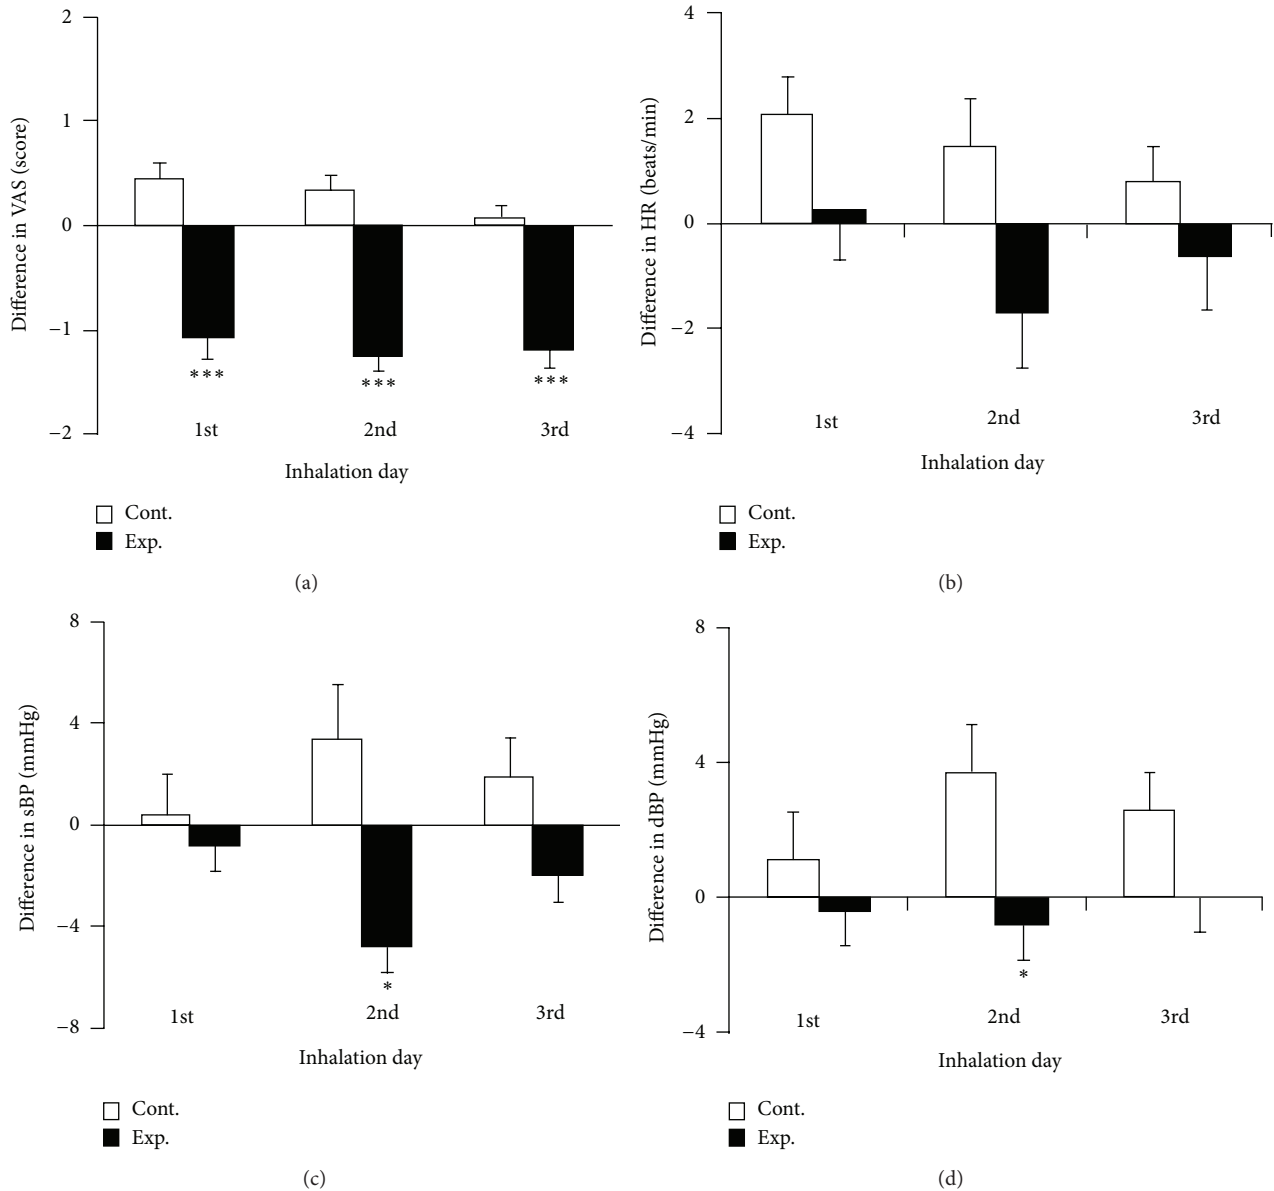 2
1
0
−1
−2
Difference in VAS (score)
***
***
***
1st 2nd 3rd
Inhalation day
Cont.
Exp.
(a)
4
2
0
−2
−4
Difference in HR (beats/min)
1st 2nd 3rd
Inhalation day
Cont.
Exp.
(b)
8
4
0
−4
−8
Difference in sBP (mmHg)
*
1st 2nd 3rd
Inhalation day
Cont.
Exp.
(c)
8
4
0
−4
Difference in dBP (mmHg)
*
1st 2nd 3rd
Inhalation day
Cont.
Exp.
(d)